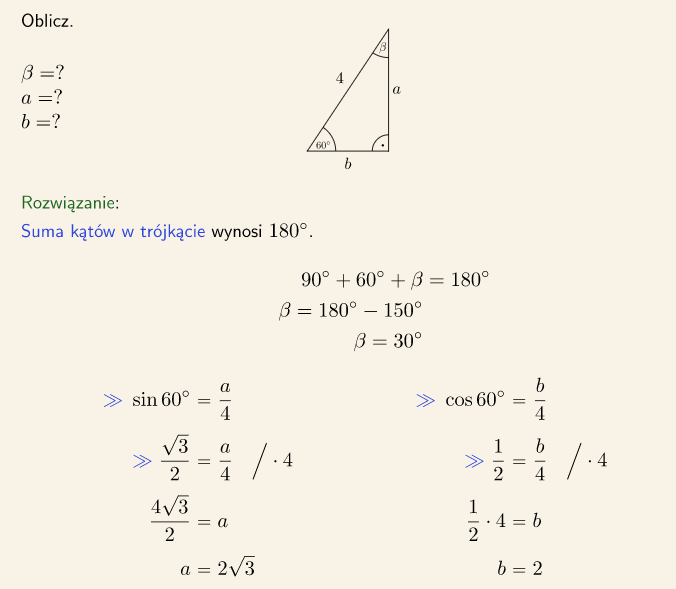 Oblicz.
β =?
a =?
b =?
β
4
a
60°
b
Rozwiązanie:
Suma kątów w trójkącie wynosi 180°.
90° + 60° + β = 180°
β = 180° − 150°
β = 30°
≫ sin 60° = a/4
≫ √3/2 = a/4 / · 4
4√3/2 = a
a = 2√3
≫ cos 60° = b/4
≫ 1/2 = b/4 / · 4
1/2 · 4 = b
b = 2